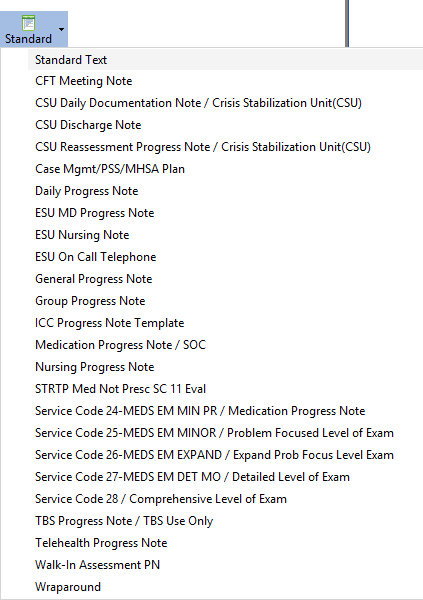 Standard
Standard Text
CFT Meeting Note
CSU Daily Documentation Note / Crisis Stabilization Unit(CSU)
CSU Discharge Note
CSU Reassessment Progress Note / Crisis Stabilization Unit(CSU)
Case Mgmt/PSS/MHSA Plan
Daily Progress Note
ESU MD Progress Note
ESU Nursing Note
ESU On Call Telephone
General Progress Note
Group Progress Note
ICC Progress Note Template
Medication Progress Note / SOC
Nursing Progress Note
STRTP Med Not Presc SC 11 Eval
Service Code 24-MEDS EM MIN PR / Medication Progress Note
Service Code 25-MEDS EM MINOR / Problem Focused Level of Exam
Service Code 26-MEDS EM EXPAND / Expand Prob Focus Level Exam
Service Code 27-MEDS EM DET MO / Detailed Level of Exam
Service Code 28 / Comprehensive Level of Exam
TBS Progress Note / TBS Use Only
Telehealth Progress Note
Walk-In Assessment PN
Wraparound